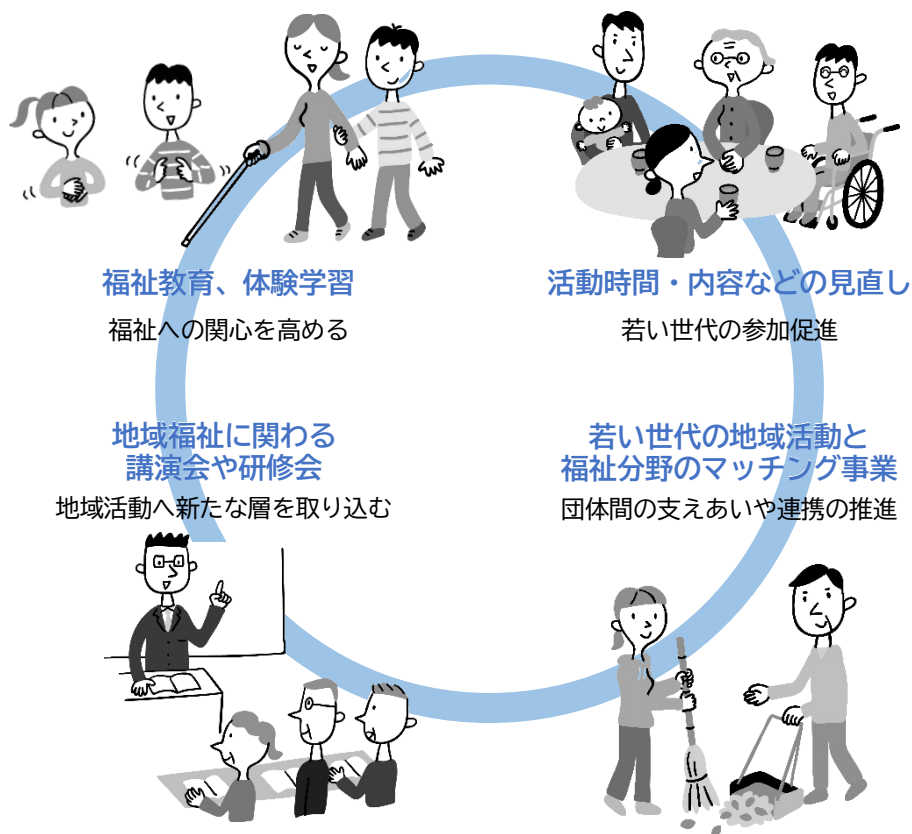 福祉教育、体験学習
福祉への関心を高める
活動時間・内容などの見直し
若い世代の参加促進
地域福祉に関わる
講演会や研修会
地域活動へ新たな層を取り込む
若い世代の地域活動と
福祉分野のマッチング事業
団体間の支えあいや連携の推進